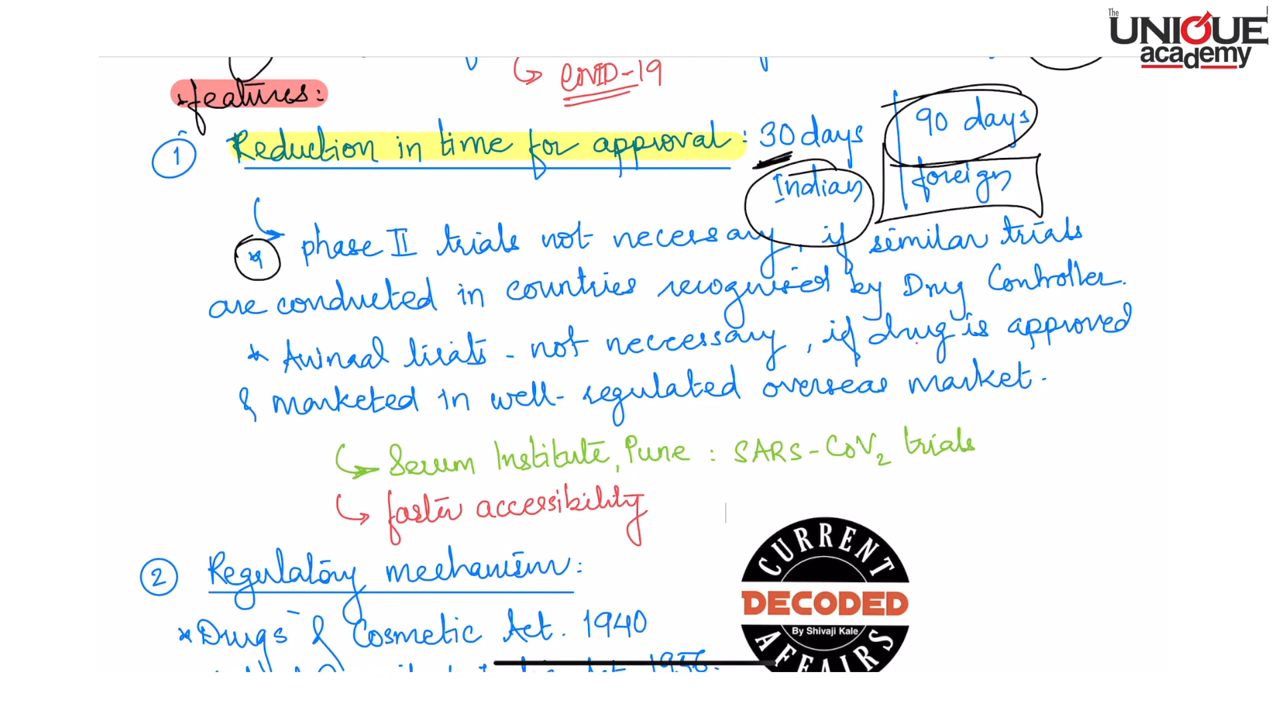 The
UNIQUE
academy
↳ COVID-19
*features:
① Reduction in time for approval : 30 days | 90 days
Indian | foreign
↳ * phase II trials not necessary, if similar trials
are conducted in countries recognised by Drug Controller.
* Animal trials - not neccessary, if drug is approved
& marketed in well-regulated overseas market.
↳ Serum Institute, Pune : SARS-CoV2 trials
↳ faster accessibility
② Regulatory mechanism:
*Drugs & Cosmetic Act. 1940
1956.
CURRENT
DECODED
By Shivaji Kale
AFFAIRS